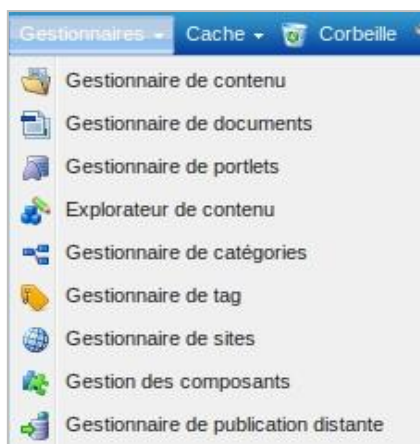 Gestionnaires Cache Corbeille
Gestionnaire de contenu
Gestionnaire de documents
Gestionnaire de portlets
Explorateur de contenu
Gestionnaire de catégories
Gestionnaire de tag
Gestionnaire de sites
Gestion des composants
Gestionnaire de publication distante